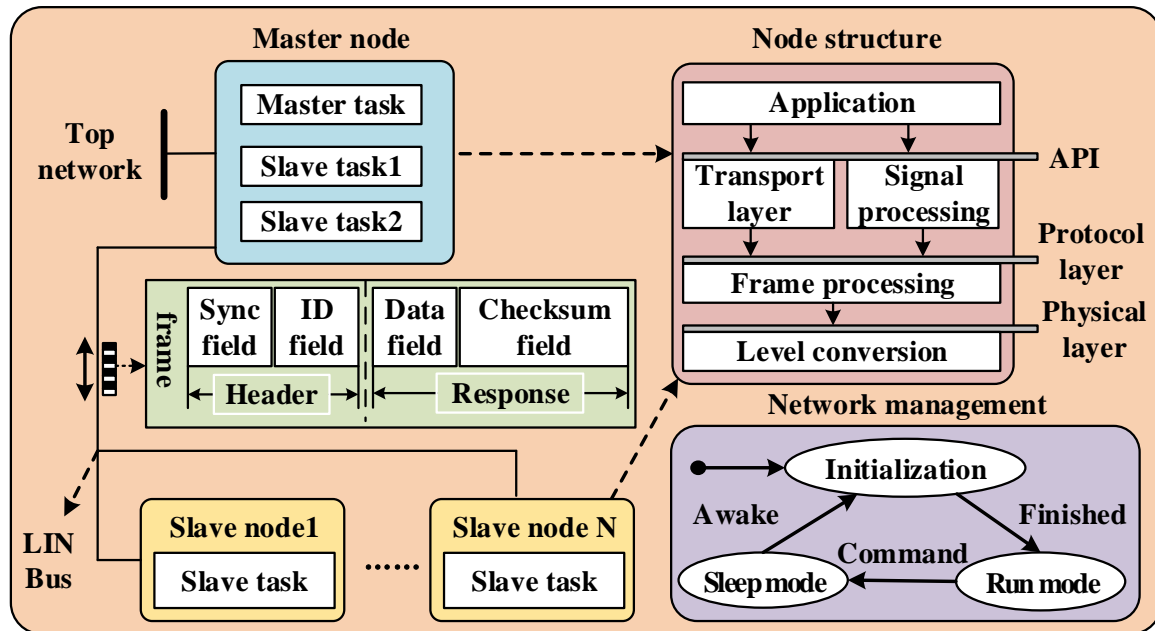 Master node
Master task
Slave task1
Slave task2
Top
network
Node structure
Application
API
Transport
layer
Signal
processing
Protocol
layer
Frame processing
Physical
layer
Level conversion
frame
Sync
field
ID
field
Data
field
Checksum
field
Header
Response
LIN
Bus
Slave node1
Slave task
......
Slave node N
Slave task
Network management
Initialization
Awake
Finished
Command
Sleep mode
Run mode